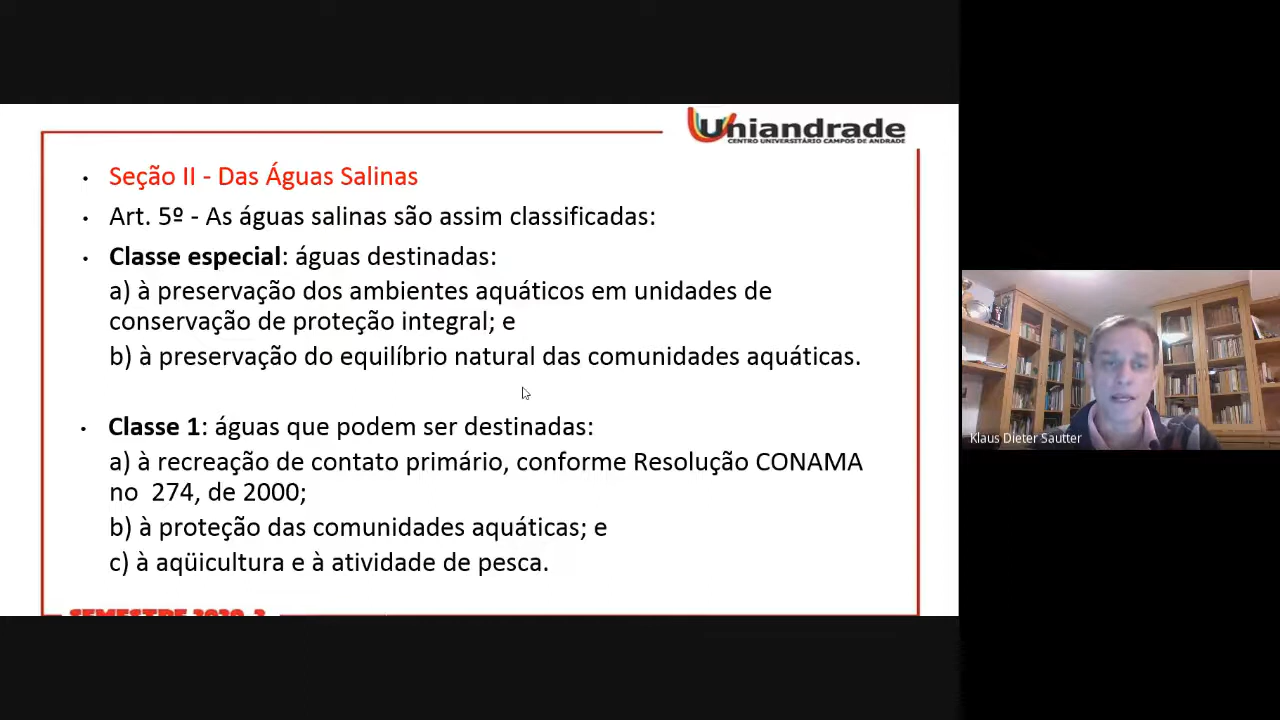 Uniandrade
CENTRO UNIVERSITÁRIO CAMPOS DE ANDRADE
• Seção II - Das Águas Salinas
• Art. 5º - As águas salinas são assim classificadas:
• Classe especial: águas destinadas:
a) à preservação dos ambientes aquáticos em unidades de
conservação de proteção integral; e
b) à preservação do equilíbrio natural das comunidades aquáticas.
• Classe 1: águas que podem ser destinadas:
a) à recreação de contato primário, conforme Resolução CONAMA
no 274, de 2000;
b) à proteção das comunidades aquáticas; e
c) à aqüicultura e à atividade de pesca.
SEMESTRE 2020-2
Klaus Dieter Sautter